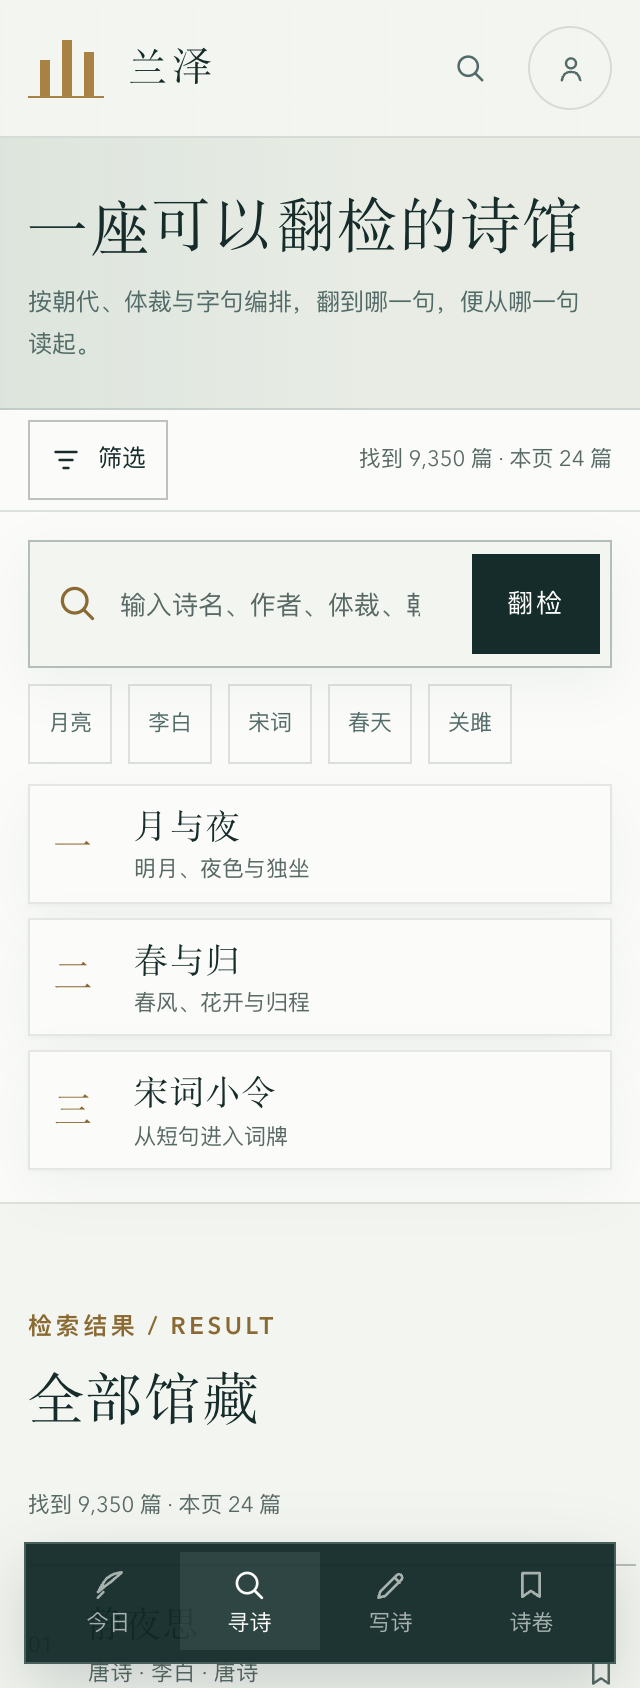 兰泽
一座可以翻检的诗馆
按朝代、体裁与字句编排，翻到哪一句，便从哪一句
读起。
筛选
找到 9,350 篇 · 本页 24 篇
输入诗名、作者、体裁、
翻检
月亮
李白
宋词
春天
关雎
一
月与夜
明月、夜色与独坐
二
春与归
春风、花开与归程
三
宋词小令
从短句进入词牌
检索结果 / RESULT
全部馆藏
找到 9,350 篇 · 本页 24 篇
今日
寻诗
写诗
诗卷
01
静夜思
唐诗 · 李白 · 唐诗